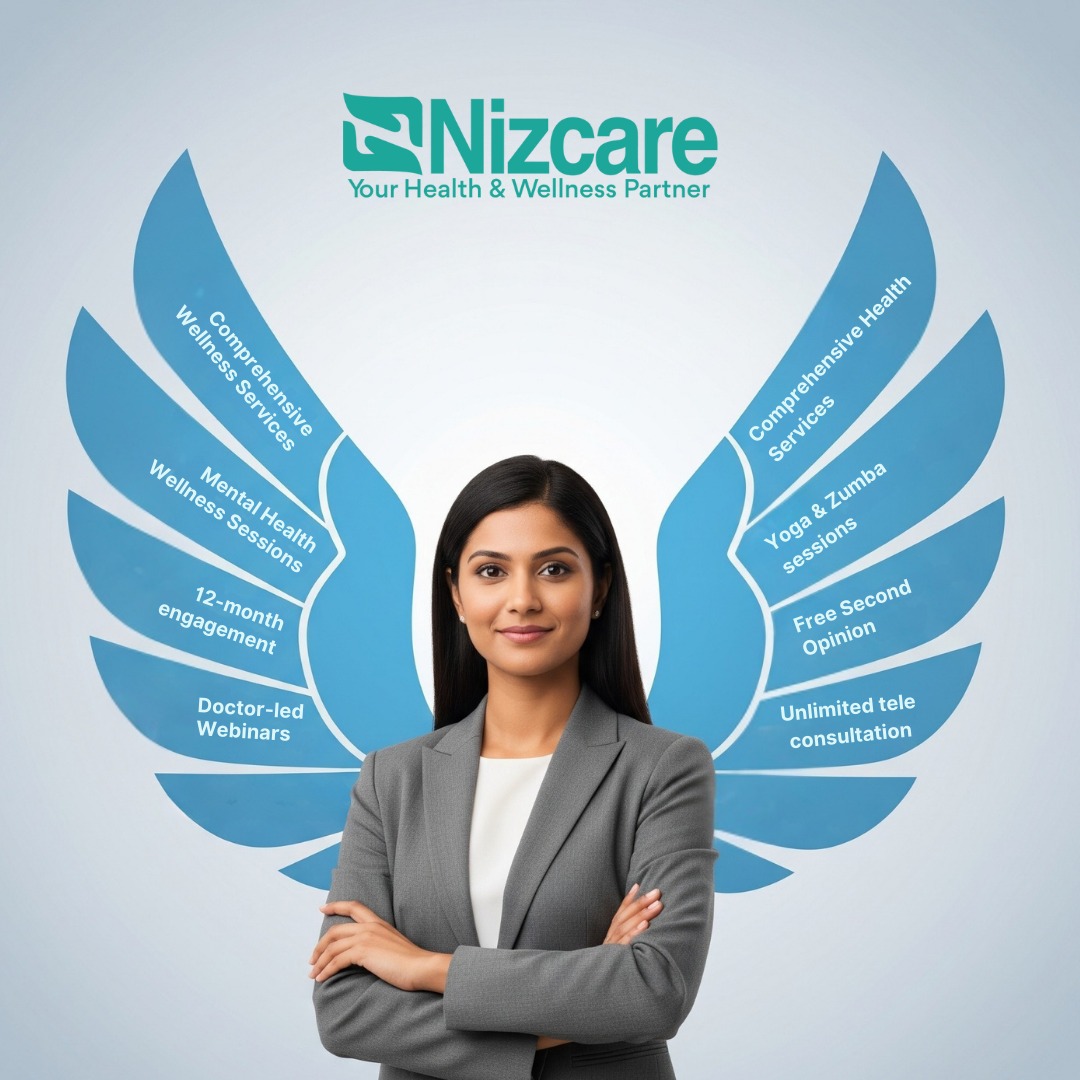 Nizcare
Your Health & Wellness Partner
Comprehensive
Wellness Services
Mental Health
Wellness Sessions
12-month
engagement
Doctor-led
Webinars
Comprehensive Health
Services
Yoga & Zumba
sessions
Free Second
Opinion
Unlimited tele
consultation